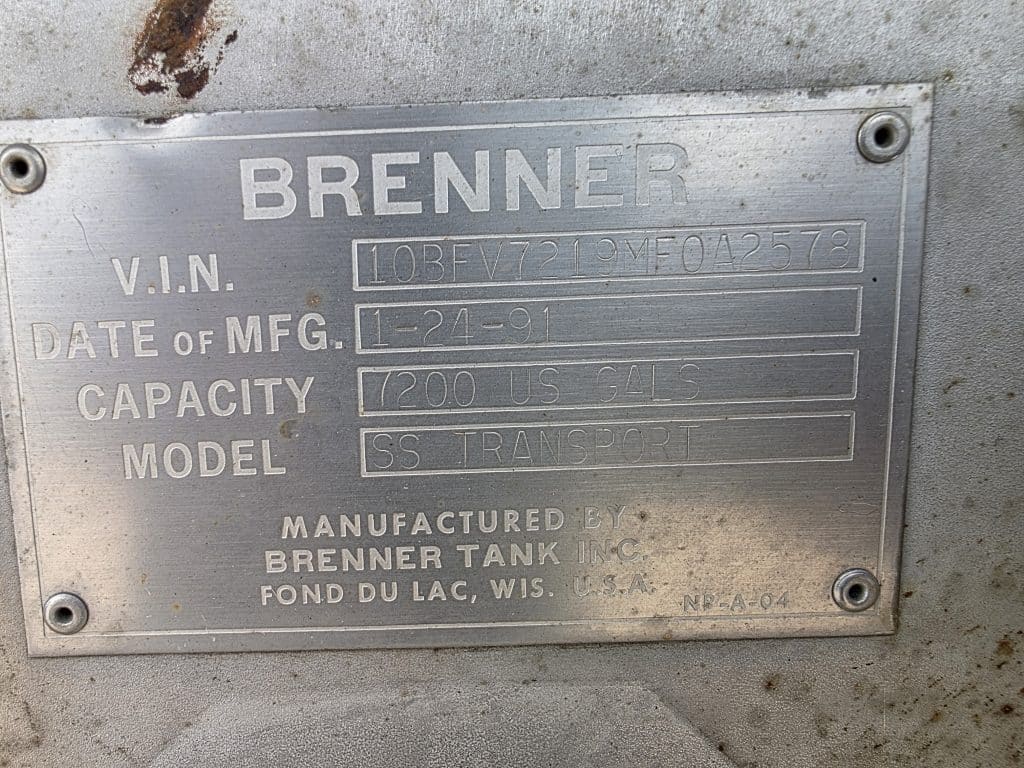 BRENNER
V.I.N. 10BFV7219MF0A2578
DATE OF MFG. 1-24-91
CAPACITY 7200 US GALS
MODEL SS TRANSPORT
MANUFACTURED BY
BRENNER TANK INC.
FOND DU LAC, WIS. U.S.A.
NP-A-04